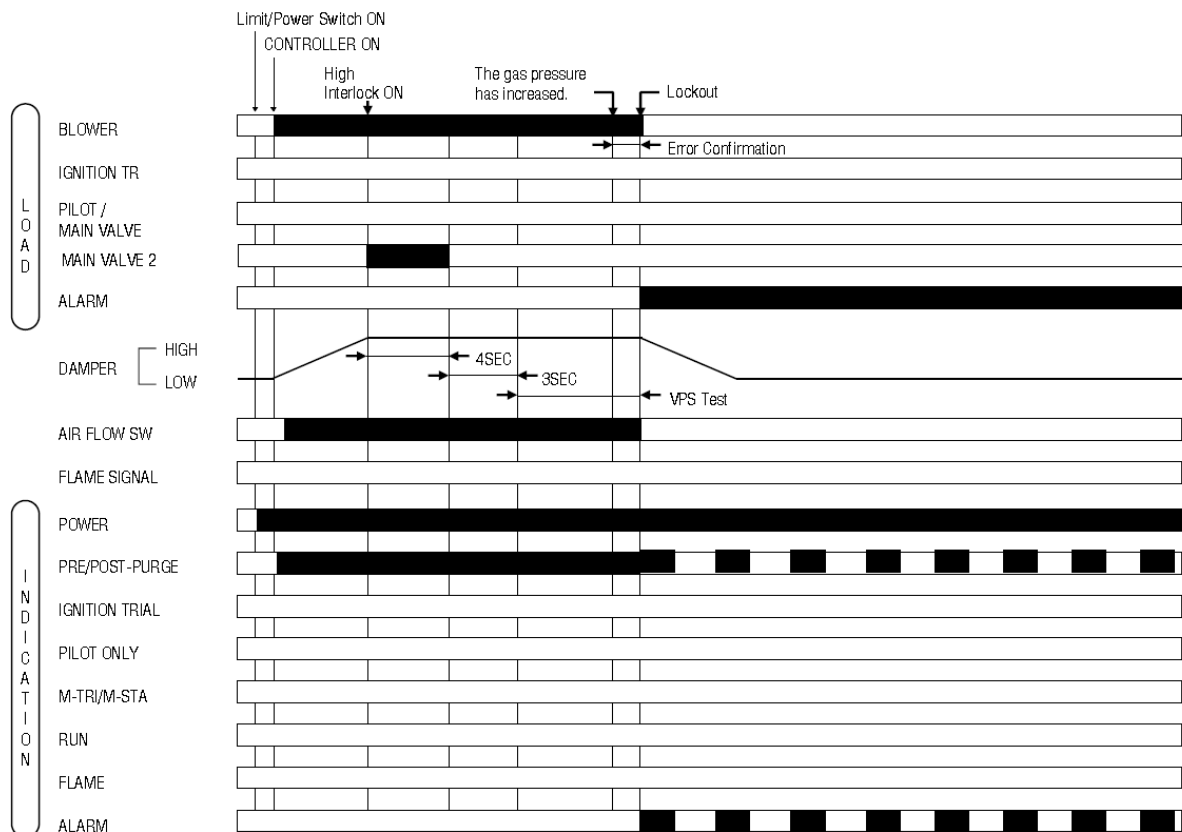 Limit/Power Switch ON
CONTROLLER ON
High
Interlock ON
The gas pressure
has increased.
Lockout
LOAD
BLOWER
Error Confirmation
IGNITION TR
PILOT /
MAIN VALVE
MAIN VALVE 2
ALARM
DAMPER
HIGH
LOW
4SEC
3SEC
VPS Test
AIR FLOW SW
FLAME SIGNAL
INDICATION
POWER
PRE/POST-PURGE
IGNITION TRIAL
PILOT ONLY
M-TRI/M-STA
RUN
FLAME
ALARM